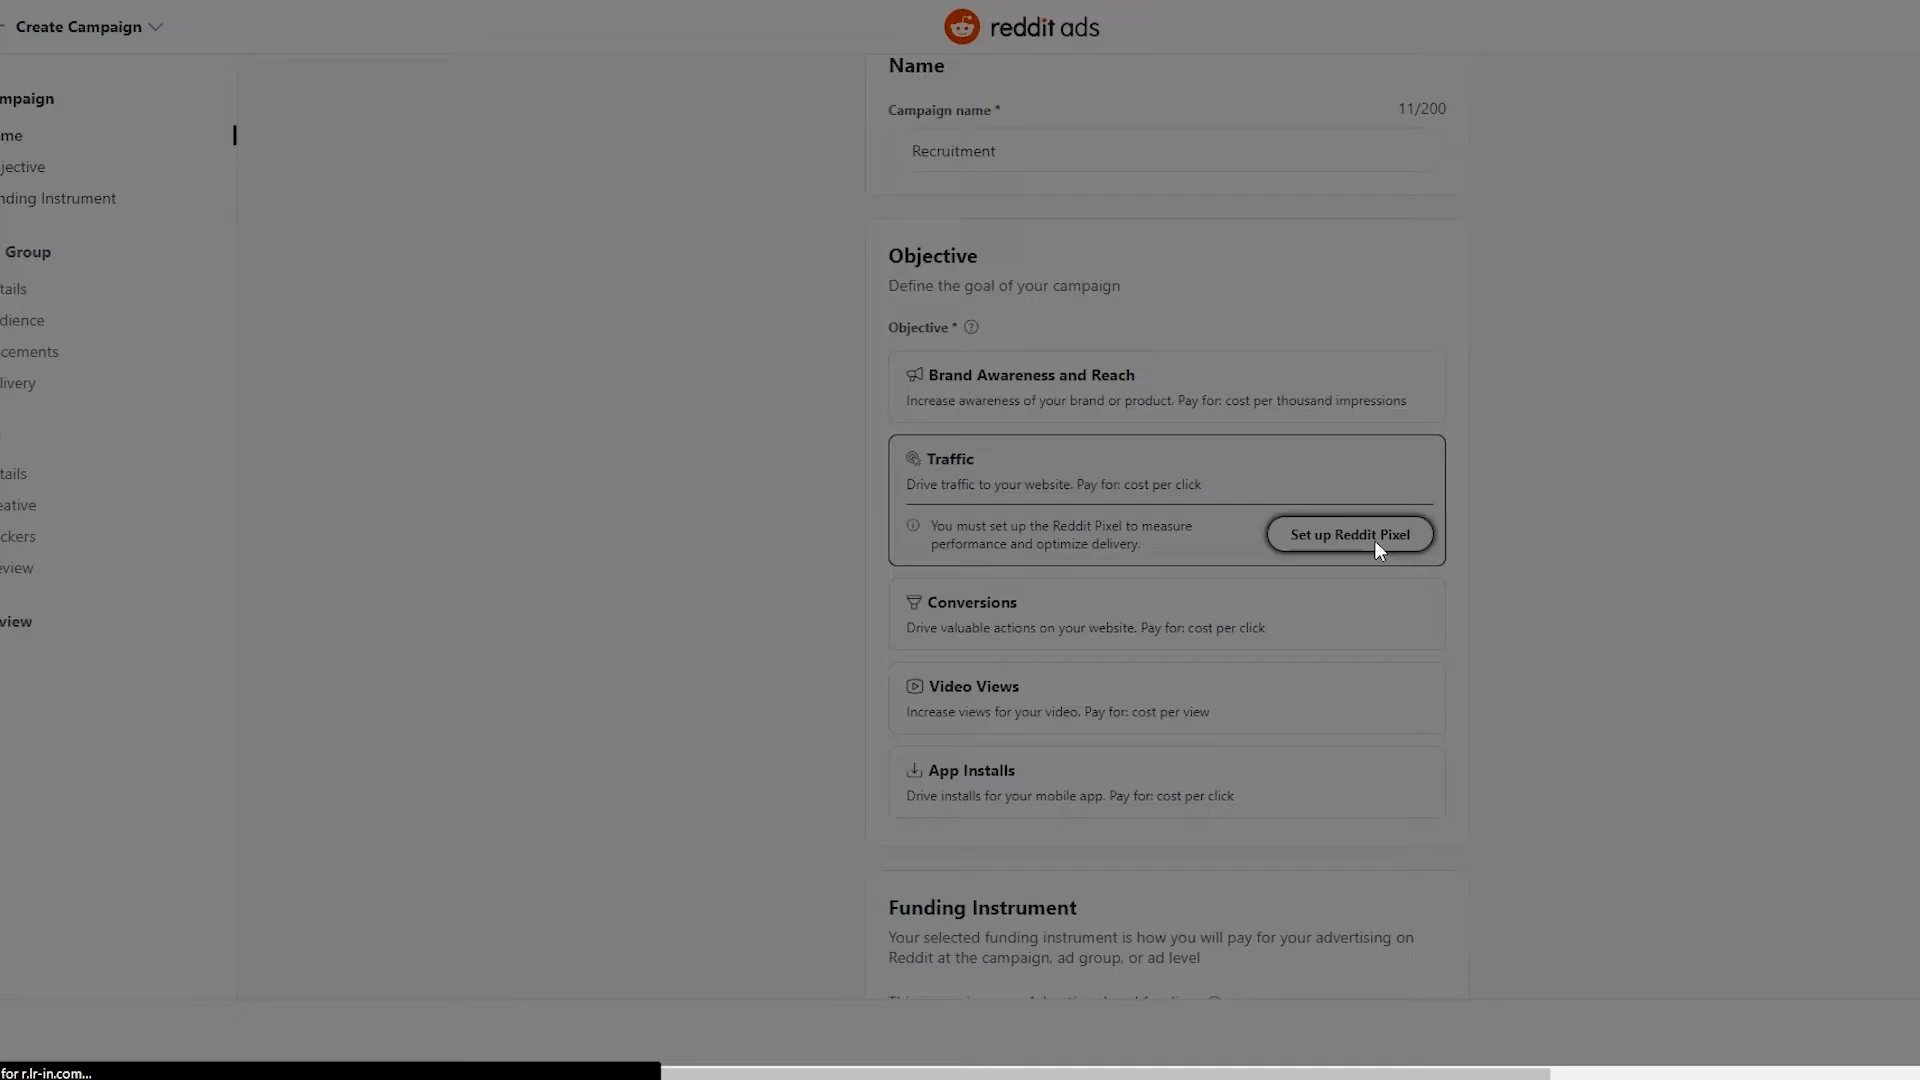 Create Campaign
reddit ads
mpaign
me
jective
nding Instrument
Group
tails
dience
cements
livery
tails
eative
ckers
eview
view
Name
Campaign name *
11/200
Recruitment
Objective
Define the goal of your campaign
Objective *
Brand Awareness and Reach
Increase awareness of your brand or product. Pay for: cost per thousand impressions
Traffic
Drive traffic to your website. Pay for: cost per click
You must set up the Reddit Pixel to measure
performance and optimize delivery.
Set up Reddit Pixel
Conversions
Drive valuable actions on your website. Pay for: cost per click
Video Views
Increase views for your video. Pay for: cost per view
App Installs
Drive installs for your mobile app. Pay for: cost per click
Funding Instrument
Your selected funding instrument is how you will pay for your advertising on
Reddit at the campaign, ad group, or ad level
for r.lr-in.com...